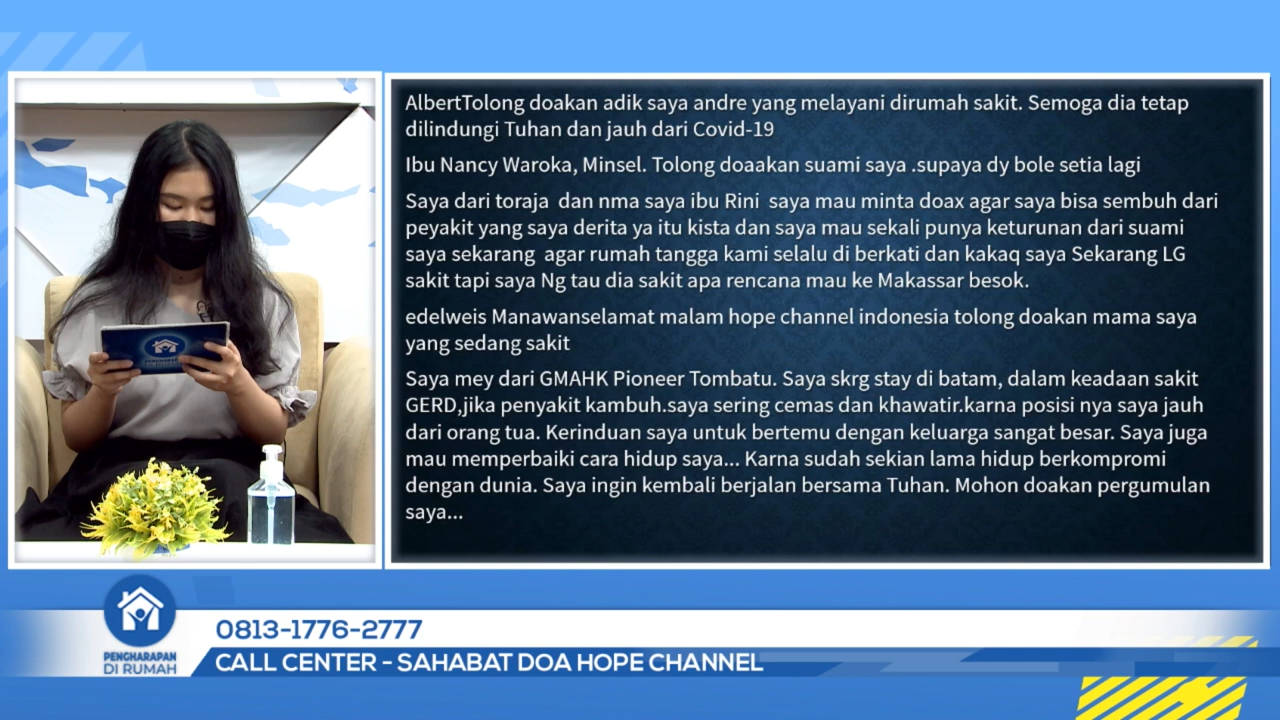 AlbertTolong doakan adik saya andre yang melayani dirumah sakit. Semoga dia tetap
dilindungi Tuhan dan jauh dari Covid-19
Ibu Nancy Waroka, Minsel. Tolong doaakan suami saya .supaya dy bole setia lagi
Saya dari toraja  dan nma saya ibu Rini  saya mau minta doax agar saya bisa sembuh dari
peyakit yang saya derita ya itu kista dan saya mau sekali punya keturunan dari suami
saya sekarang  agar rumah tangga kami selalu di berkati dan kakaq saya Sekarang LG
sakit tapi saya Ng tau dia sakit apa rencana mau ke Makassar besok.
edelweis Manawanselamat malam hope channel indonesia tolong doakan mama saya
yang sedang sakit
Saya mey dari GMAHK Pioneer Tombatu. Saya skrg stay di batam, dalam keadaan sakit
GERD,jika penyakit kambuh.saya sering cemas dan khawatir.karna posisi nya saya jauh
dari orang tua. Kerinduan saya untuk bertemu dengan keluarga sangat besar. Saya juga
mau memperbaiki cara hidup saya... Karna sudah sekian lama hidup berkompromi
dengan dunia. Saya ingin kembali berjalan bersama Tuhan. Mohon doakan pergumulan
saya...
PENGHARAPAN
DI RUMAH
0813-1776-2777
CALL CENTER - SAHABAT DOA HOPE CHANNEL